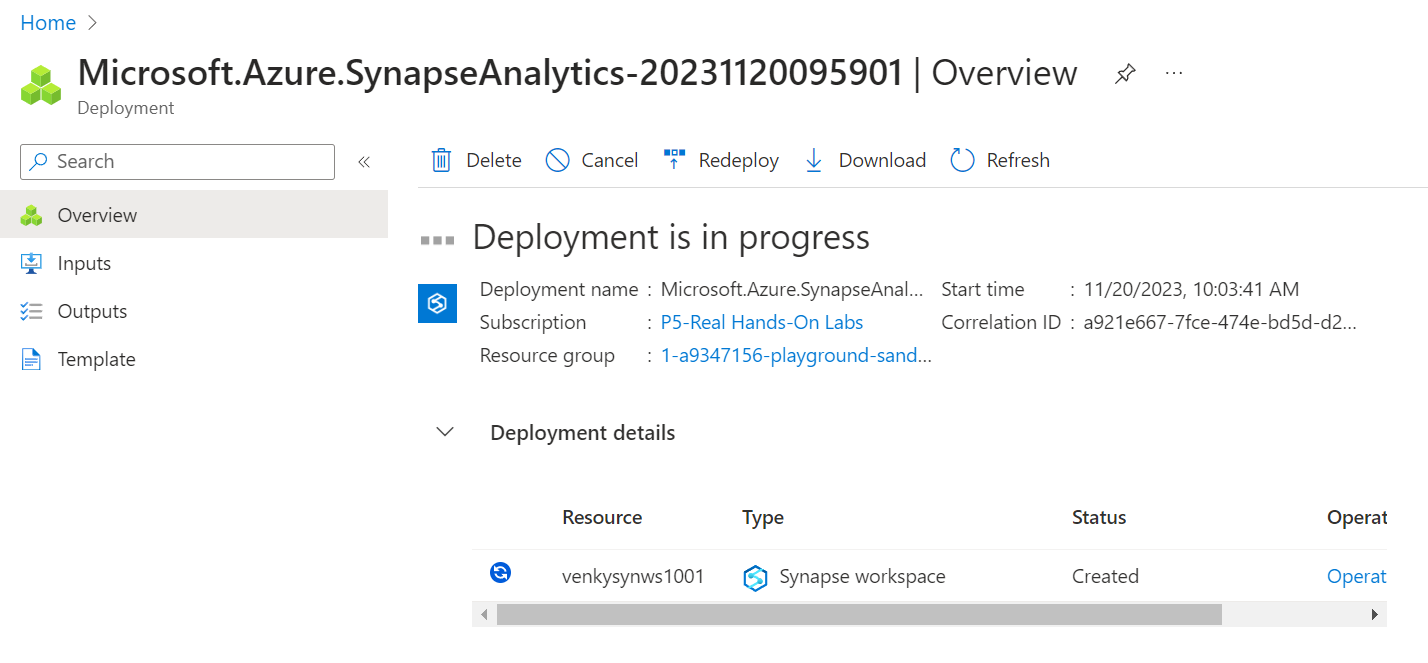 Home
Microsoft.Azure.SynapseAnalytics-20231120095901 | Overview
Deployment
Search
Delete Cancel Redeploy Download Refresh
Overview
Inputs
Outputs
Template
Deployment is in progress
Deployment name : Microsoft.Azure.SynapseAnal... Start time : 11/20/2023, 10:03:41 AM
Subscription : P5-Real Hands-On Labs Correlation ID : a921e667-7fce-474e-bd5d-d2...
Resource group : 1-a9347156-playground-sand...
Deployment details
Resource Type Status Operat
venkysynws1001 Synapse workspace Created Operat